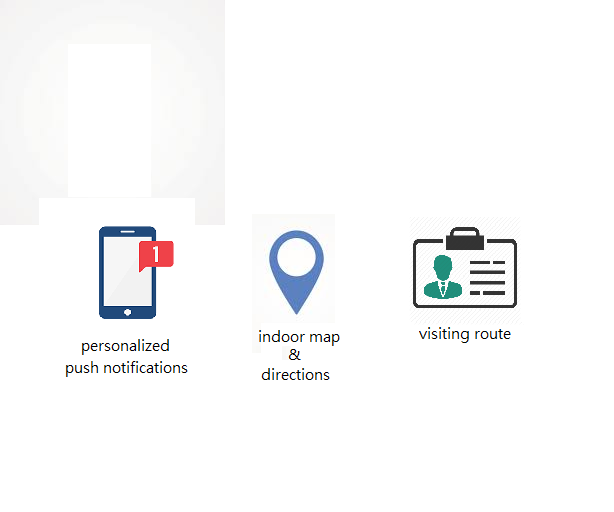 1
personalized
push notifications
indoor map
&
directions
visiting route